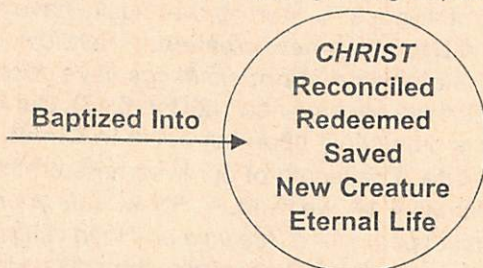 CHRIST
Reconciled
Baptized Into
Redeemed
Saved
New Creature
Eternal Life